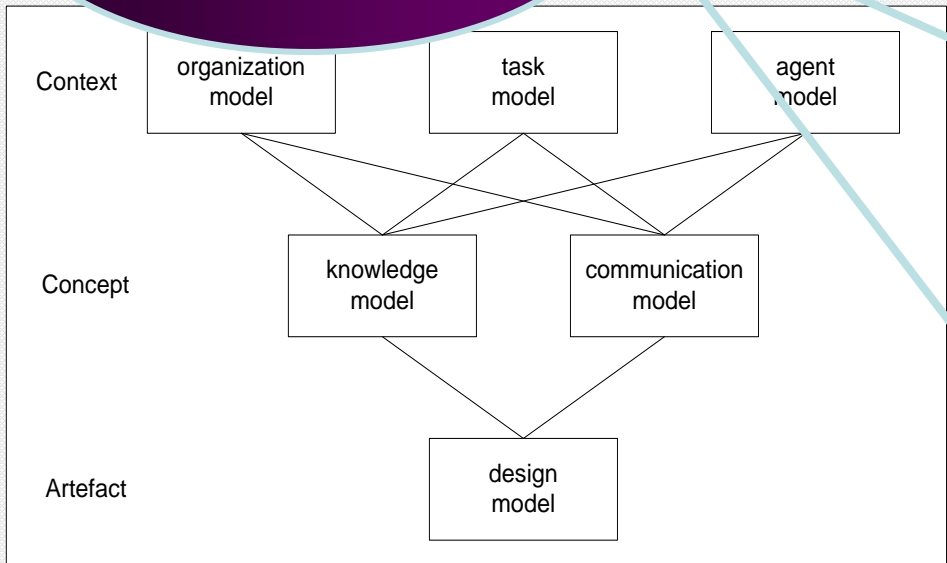 Context
organization
model
task
model
agent
model
Concept
knowledge
model
communication
model
Artefact
design
model